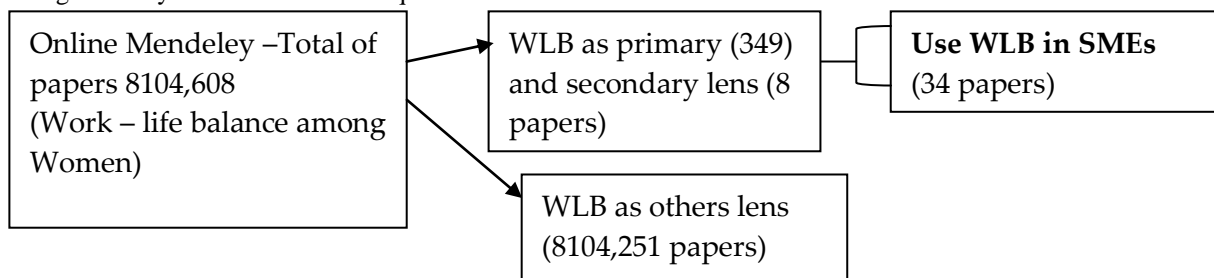 Online Mendeley –Total of
papers 8104,608
(Work – life balance among
Women)
WLB as primary (349)
and secondary lens (8
papers)
Use WLB in SMEs
(34 papers)
WLB as others lens
(8104,251 papers)